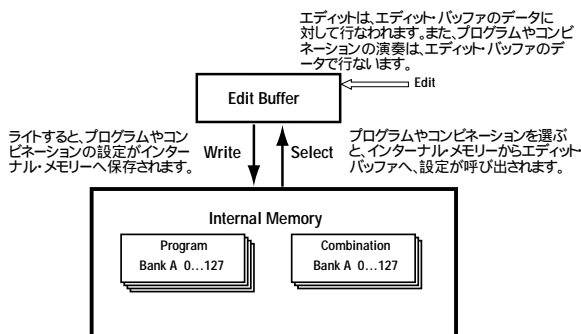 エディットは、エディット・バッファのデータに
対して行なわれます。また、プログラムやコンビ
ネーションの演奏は、エディット・バッファのデ
ータで行ないます。
Edit
Edit Buffer
ライトすると、プログラムやコン
ビネーションの設定がインター
ナル・メモリーへ保存されます。
Write
Select
プログラムやコンビネーションを選ぶ
と、インターナル・メモリーからエディット・
バッファへ、設定が呼び出されます。
Internal Memory
Program
Bank A 0...127
Combination
Bank A 0...127